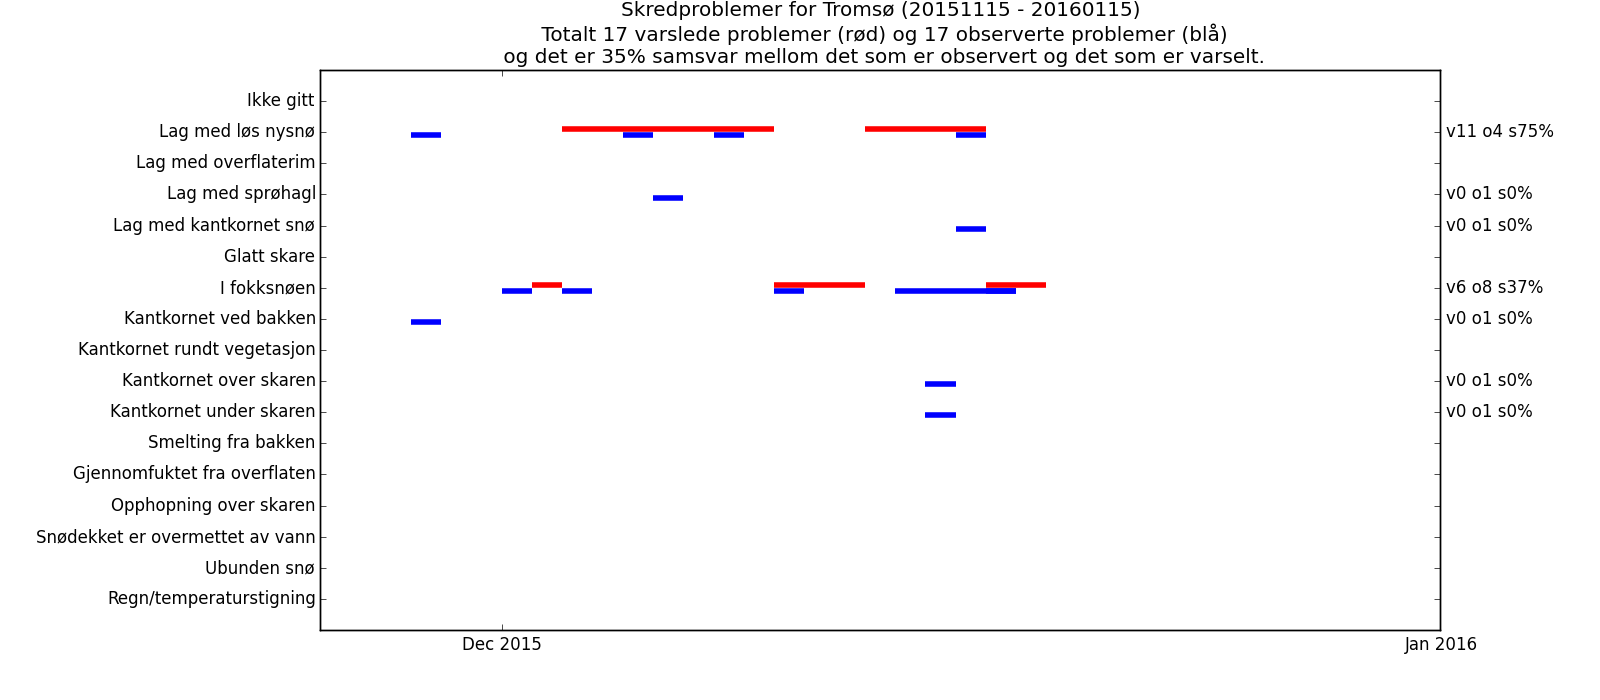 Skredproblemer for Tromsø (20151115 - 20160115)
Totalt 17 varslede problemer (rød) og 17 observerte problemer (blå)
og det er 35% samsvar mellom det som er observert og det som er varselt.
Ikke gitt
Lag med løs nysnø
v11 o4 s75%
Lag med overflaterim
Lag med sprøhagl
v0 o1 s0%
Lag med kantkornet snø
v0 o1 s0%
Glatt skare
I fokksnøen
v6 o8 s37%
Kantkornet ved bakken
v0 o1 s0%
Kantkornet rundt vegetasjon
Kantkornet over skaren
v0 o1 s0%
Kantkornet under skaren
v0 o1 s0%
Smelting fra bakken
Gjennomfuktet fra overflaten
Opphopning over skaren
Snødekket er overmettet av vann
Ubunden snø
Regn/temperaturstigning
Dec 2015
Jan 2016